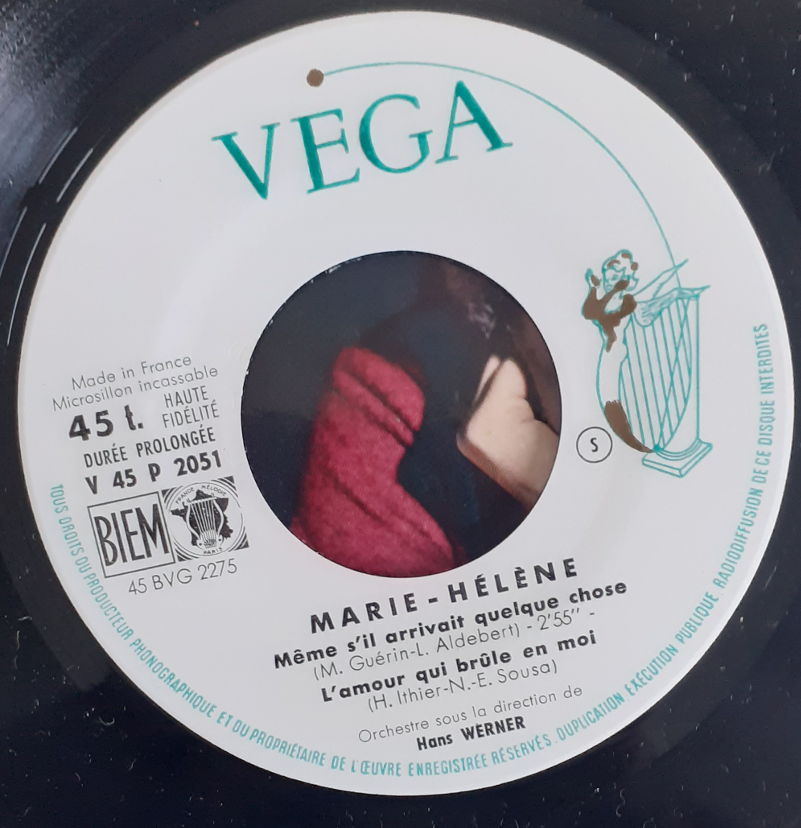 VEGA
Made in France
Microsillon incassable
45 t. HAUTE FIDÉLITÉ
DURÉE PROLONGÉE
V 45 P 2051
BIEM
FRANCE MÉLODIE
PARIS
45 BVG 2275
S
MARIE-HÉLÈNE
Même s'il arrivait quelque chose
(M. Guérin-L. Aldebert) - 2'55" -
L'amour qui brûle en moi
(H. Ithier-N.-E. Sousa)
Orchestre sous la direction de
Hans WERNER
TOUS DROITS DU PRODUCTEUR PHONOGRAPHIQUE ET DU PROPRIÉTAIRE DE L'ŒUVRE ENREGISTRÉE RÉSERVÉS. DUPLICATION EXÉCUTION PUBLIQUE RADIODIFFUSION DE CE DISQUE INTERDITES